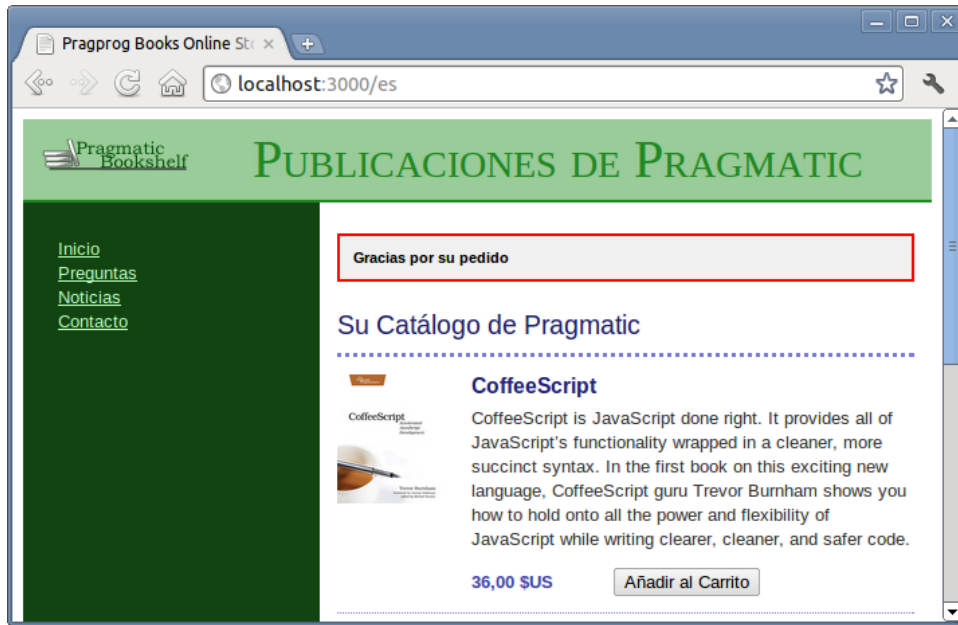 Pragprog Books Online Sto
localhost:3000/es
Pragmatic
Bookshelf
PUBLICACIONES DE PRAGMATIC
Inicio
Preguntas
Noticias
Contacto
Gracias por su pedido
Su Catálogo de Pragmatic
CoffeeScript
CoffeeScript
CoffeeScript is JavaScript done right. It provides all of
JavaScript's functionality wrapped in a cleaner, more
succinct syntax. In the first book on this exciting new
language, CoffeeScript guru Trevor Burnham shows you
how to hold onto all the power and flexibility of
JavaScript while writing clearer, cleaner, and safer code.
36,00 $US
Añadir al Carrito